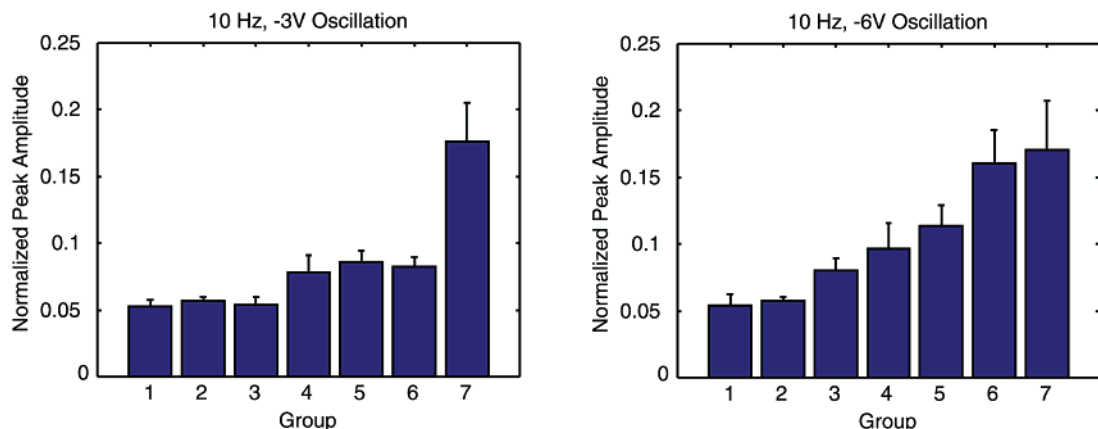 10 Hz, -3V Oscillation
0.25
0.2
0.15
0.1
0.05
0
Normalized Peak Amplitude
1 2 3 4 5 6 7
Group
10 Hz, -6V Oscillation
0.25
0.2
0.15
0.1
0.05
0
Normalized Peak Amplitude
1 2 3 4 5 6 7
Group